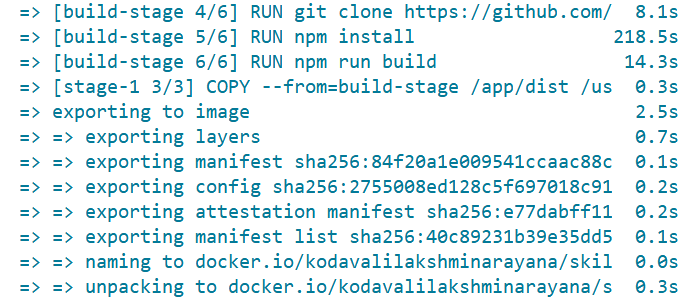 => [build-stage 4/6] RUN git clone https://github.com/ 8.1s
=> [build-stage 5/6] RUN npm install 218.5s
=> [build-stage 6/6] RUN npm run build 14.3s
=> [stage-1 3/3] COPY --from=build-stage /app/dist /us 0.3s
=> exporting to image 2.5s
=> => exporting layers 0.7s
=> => exporting manifest sha256:84f20a1e009541ccaac88c 0.1s
=> => exporting config sha256:2755008ed128c5f697018c91 0.2s
=> => exporting attestation manifest sha256:e77dabff11 0.2s
=> => exporting manifest list sha256:40c89231b39e35dd5 0.1s
=> => naming to docker.io/kodavalilakshminarayana/skil 0.0s
=> => unpacking to docker.io/kodavalilakshminarayana/s 0.3s